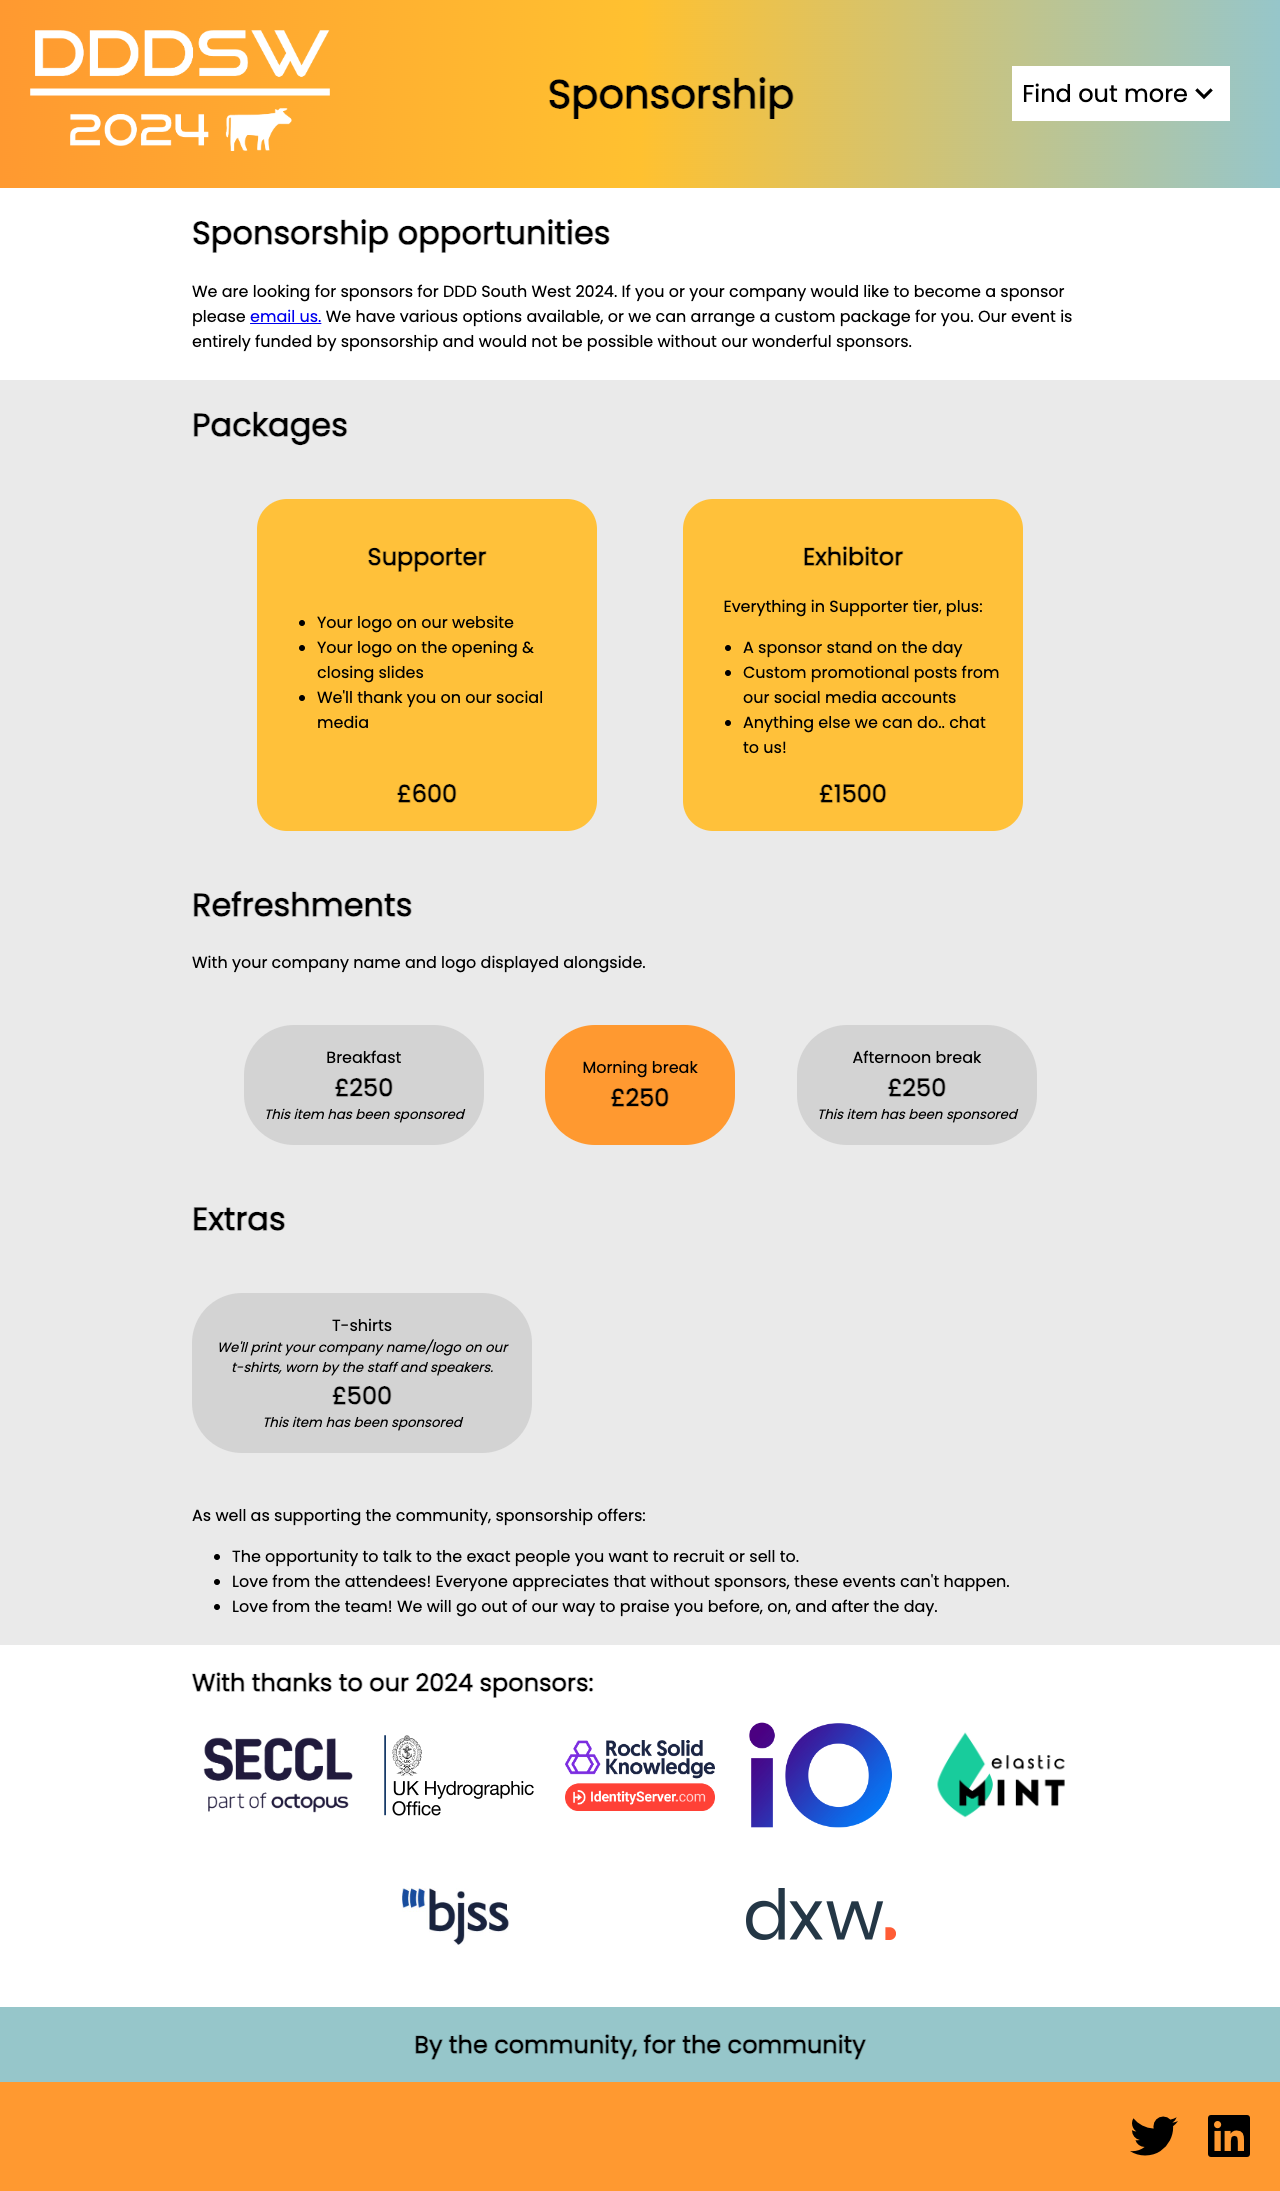 DDDSW
2024
Sponsorship
Find out more
Sponsorship opportunities
We are looking for sponsors for DDD South West 2024. If you or your company would like to become a sponsor
please email us. We have various options available, or we can arrange a custom package for you. Our event is
entirely funded by sponsorship and would not be possible without our wonderful sponsors.
Packages
Supporter
• Your logo on our website
• Your logo on the opening &
closing slides
• We'll thank you on our social
media
£600
Exhibitor
Everything in Supporter tier, plus:
• A sponsor stand on the day
• Custom promotional posts from
our social media accounts
• Anything else we can do.. chat
to us!
£1500
Refreshments
With your company name and logo displayed alongside.
Breakfast
£250
This item has been sponsored
Morning break
£250
Afternoon break
£250
This item has been sponsored
Extras
T-shirts
We'll print your company name/logo on our
t-shirts, worn by the staff and speakers.
£500
This item has been sponsored
As well as supporting the community, sponsorship offers:
• The opportunity to talk to the exact people you want to recruit or sell to.
• Love from the attendees! Everyone appreciates that without sponsors, these events can't happen.
• Love from the team! We will go out of our way to praise you before, on, and after the day.
With thanks to our 2024 sponsors:
SECCL
part of octopus
UK Hydrographic
Office
Rock Solid
Knowledge
IdentityServer.com
iO
elastic
MINT
bjss
dxw.
By the community, for the community
in